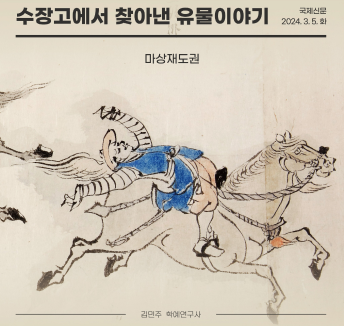 수장고에서 찾아낸 유물이야기
국제신문
2024. 3. 5. 화
마상재도권
김민주 학예연구사